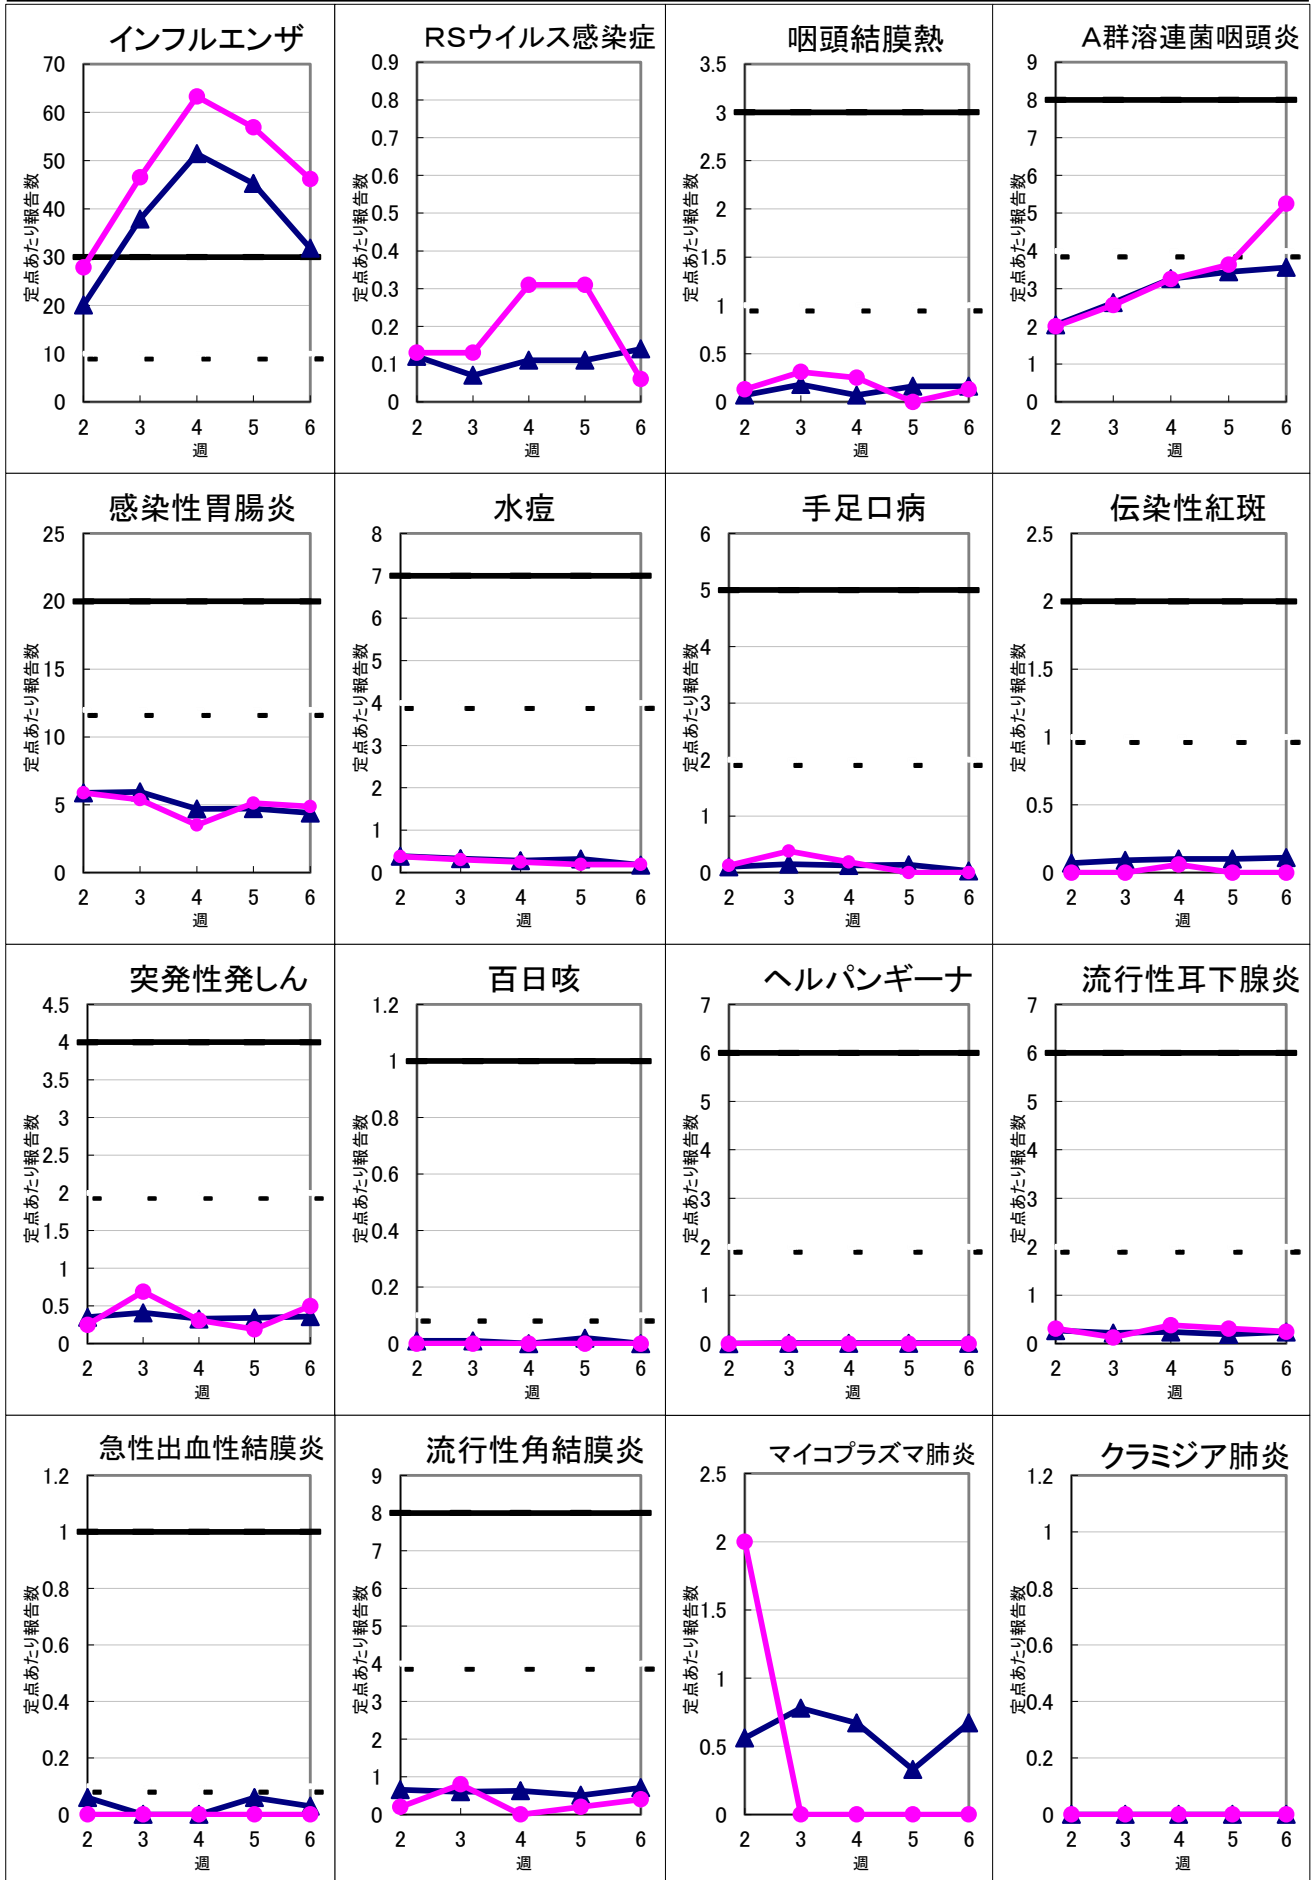 インフルエンザ
70
60
50
40
30
20
10
0
定点あたり報告数
2 3 4 5 6
週
RSウイルス感染症
0.9
0.8
0.7
0.6
0.5
0.4
0.3
0.2
0.1
0
定点あたり報告数
2 3 4 5 6
週
咽頭結膜熱
3.5
3
2.5
2
1.5
1
0.5
0
定点あたり報告数
2 3 4 5 6
週
A群溶連菌咽頭炎
9
8
7
6
5
4
3
2
1
0
定点あたり報告数
2 3 4 5 6
週
感染性胃腸炎
25
20
15
10
5
0
定点あたり報告数
2 3 4 5 6
週
水痘
8
7
6
5
4
3
2
1
0
定点あたり報告数
2 3 4 5 6
週
手足口病
6
5
4
3
2
1
0
定点あたり報告数
2 3 4 5 6
週
伝染性紅斑
2.5
2
1.5
1
0.5
0
定点あたり報告数
2 3 4 5 6
週
突発性発しん
4.5
4
3.5
3
2.5
2
1.5
1
0.5
0
定点あたり報告数
2 3 4 5 6
週
百日咳
1.2
1
0.8
0.6
0.4
0.2
0
定点あたり報告数
2 3 4 5 6
週
ヘルパンギーナ
7
6
5
4
3
2
1
0
定点あたり報告数
2 3 4 5 6
週
流行性耳下腺炎
7
6
5
4
3
2
1
0
定点あたり報告数
2 3 4 5 6
週
急性出血性結膜炎
1.2
1
0.8
0.6
0.4
0.2
0
定点あたり報告数
2 3 4 5 6
週
流行性角結膜炎
9
8
7
6
5
4
3
2
1
0
定点あたり報告数
2 3 4 5 6
週
マイコプラズマ肺炎
2.5
2
1.5
1
0.5
0
定点あたり報告数
2 3 4 5 6
週
クラミジア肺炎
1.2
1
0.8
0.6
0.4
0.2
0
定点あたり報告数
2 3 4 5 6
週